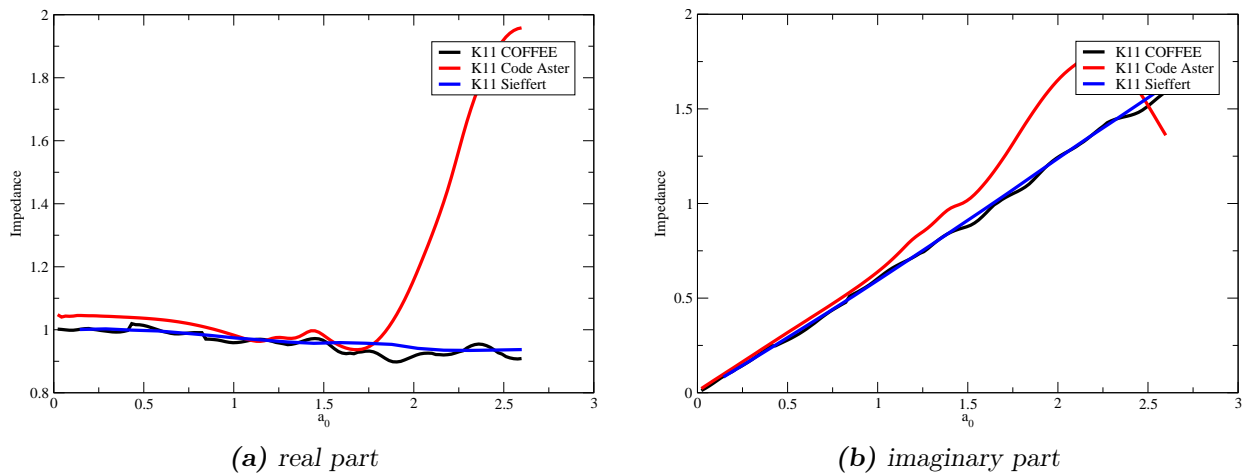 2
1.8
1.6
1.4
1.2
1
0.8
Impedance
0
0.5
1
1.5
2
2.5
3
a0
K11 COFFEE
K11 Code Aster
K11 Sieffert
(a) real part
2
1.5
1
0.5
0
Impedance
0
0.5
1
1.5
2
2.5
3
a0
K11 COFFEE
K11 Code Aster
K11 Sieffert
(b) imaginary part